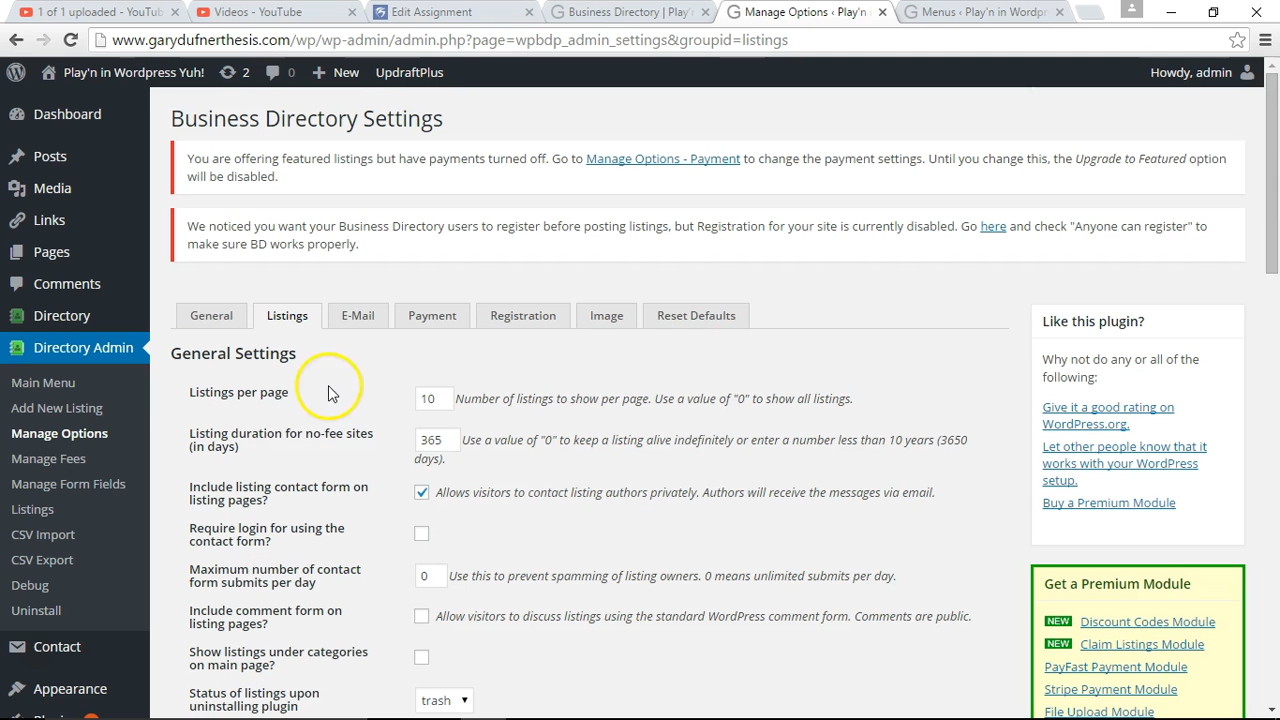 1 of 1 uploaded - YouTub
Videos - YouTube
Edit Assignment
Business Directory | Play'
Manage Options ‹ Play'n i
Menus ‹ Play'n in Wordpr
www.garydufnerthesis.com/wp/wp-admin/admin.php?page=wpbdp_admin_settings&groupid=listings
Play'n in Wordpress Yuh! 2 0 New UpdraftPlus Howdy, admin
Dashboard
Posts
Media
Links
Pages
Comments
Directory
Directory Admin
Main Menu
Add New Listing
Manage Options
Manage Fees
Manage Form Fields
Listings
CSV Import
CSV Export
Debug
Uninstall
Contact
Appearance
Business Directory Settings
You are offering featured listings but have payments turned off. Go to Manage Options - Payment to change the payment settings. Until you change this, the Upgrade to Featured option
will be disabled.
We noticed you want your Business Directory users to register before posting listings, but Registration for your site is currently disabled. Go here and check "Anyone can register" to
make sure BD works properly.
General Listings E-Mail Payment Registration Image Reset Defaults
General Settings
Listings per page
10 Number of listings to show per page. Use a value of "0" to show all listings.
Listing duration for no-fee sites
(in days)
365 Use a value of "0" to keep a listing alive indefinitely or enter a number less than 10 years (3650
days).
Include listing contact form on
listing pages?
Allows visitors to contact listing authors privately. Authors will receive the messages via email.
Require login for using the
contact form?
Maximum number of contact
form submits per day
0 Use this to prevent spamming of listing owners. 0 means unlimited submits per day.
Include comment form on
listing pages?
Allow visitors to discuss listings using the standard WordPress comment form. Comments are public.
Show listings under categories
on main page?
Status of listings upon
uninstalling plugin
trash
Like this plugin?
Why not do any or all of the
following:
Give it a good rating on
WordPress.org.
Let other people know that it
works with your WordPress
setup.
Buy a Premium Module
Get a Premium Module
NEW Discount Codes Module
NEW Claim Listings Module
PayFast Payment Module
Stripe Payment Module
File Upload Module